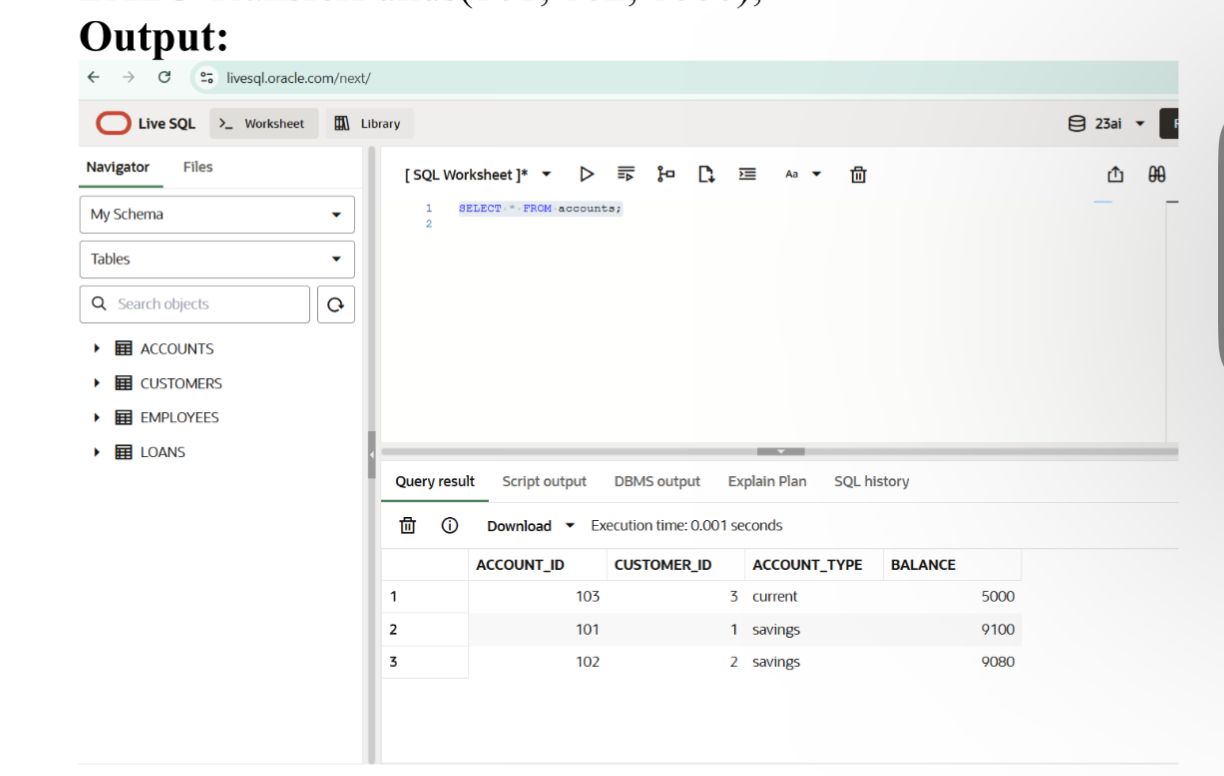 Output:
livesql.oracle.com/next/
Live SQL >_ Worksheet Library 23ai
Navigator Files
[ SQL Worksheet ]* Aa
My Schema
1 SELECT * FROM accounts;
2
Tables
Search objects
ACCOUNTS
CUSTOMERS
EMPLOYEES
LOANS
Query result Script output DBMS output Explain Plan SQL history
Download Execution time: 0.001 seconds
ACCOUNT_ID CUSTOMER_ID ACCOUNT_TYPE BALANCE
1 103 3 current 5000
2 101 1 savings 9100
3 102 2 savings 9080